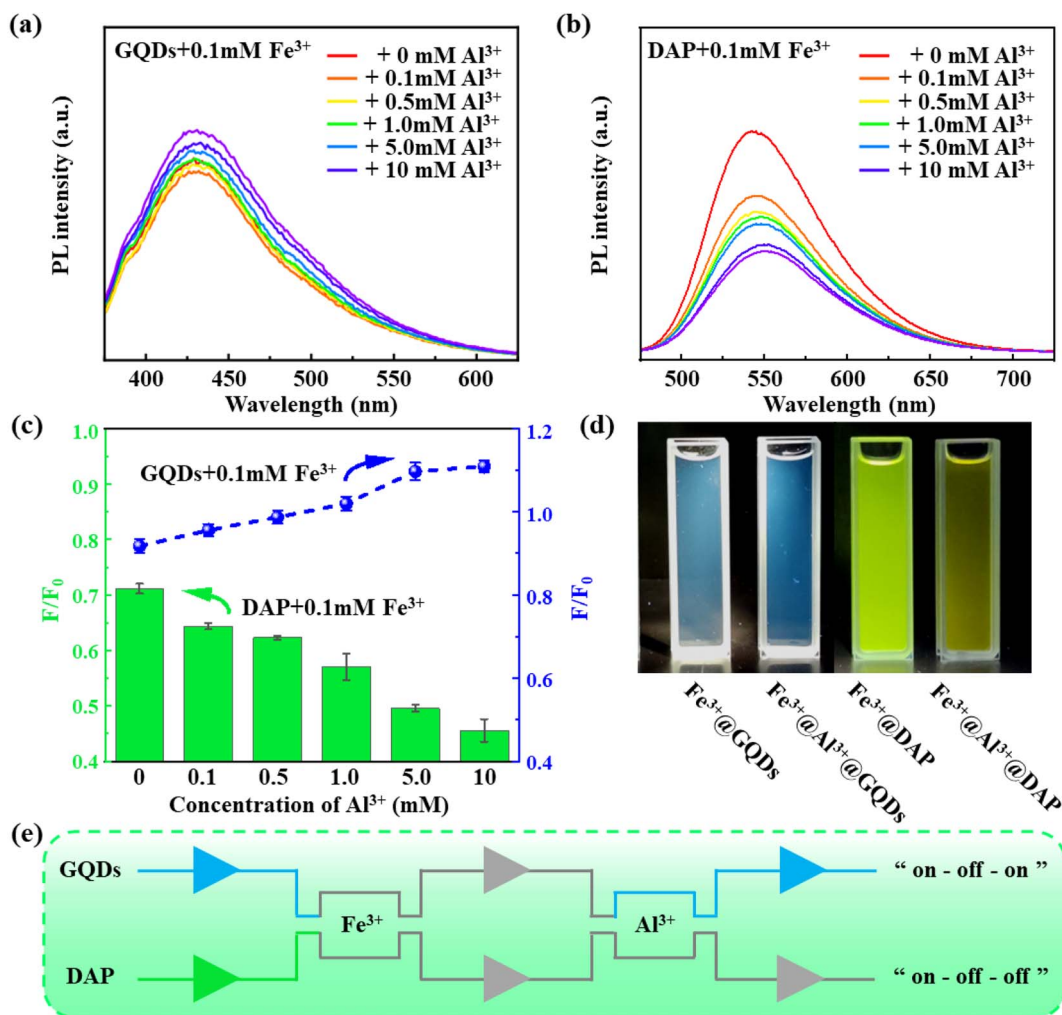 (a)
GQDs+0.1mM Fe³⁺
+ 0 mM Al³⁺
+ 0.1mM Al³⁺
+ 0.5mM Al³⁺
+ 1.0mM Al³⁺
+ 5.0mM Al³⁺
+ 10 mM Al³⁺
PL intensity (a.u.)
400 450 500 550 600
Wavelength (nm)
(b)
DAP+0.1mM Fe³⁺
+ 0 mM Al³⁺
+ 0.1mM Al³⁺
+ 0.5mM Al³⁺
+ 1.0mM Al³⁺
+ 5.0mM Al³⁺
+ 10 mM Al³⁺
PL intensity (a.u.)
500 550 600 650 700
Wavelength (nm)
(c)
1.0
0.9
0.8
0.7
0.6
0.5
0.4
F/F₀
GQDs+0.1mM Fe³⁺
DAP+0.1mM Fe³⁺
1.2
1.0
0.8
0.6
0.4
F/F₀
0 0.1 0.5 1.0 5.0 10
Concentration of Al³⁺ (mM)
(d)
Fe³⁺@GQDs
Fe³⁺@Al³⁺@GQDs
Fe³⁺@DAP
Fe³⁺@Al³⁺@DAP
(e)
GQDs
Fe³⁺
Al³⁺
“ on - off - on ”
DAP
“ on - off - off ”